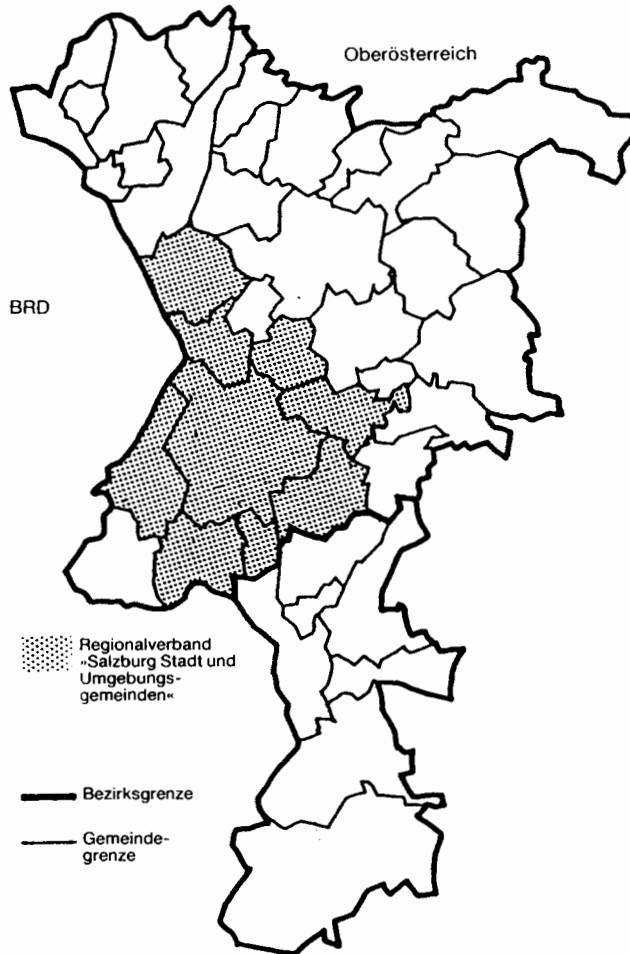 Oberösterreich
BRD
Regionalverband
»Salzburg Stadt und
Umgebungs-
gemeinden«
Bezirksgrenze
Gemeinde-
grenze